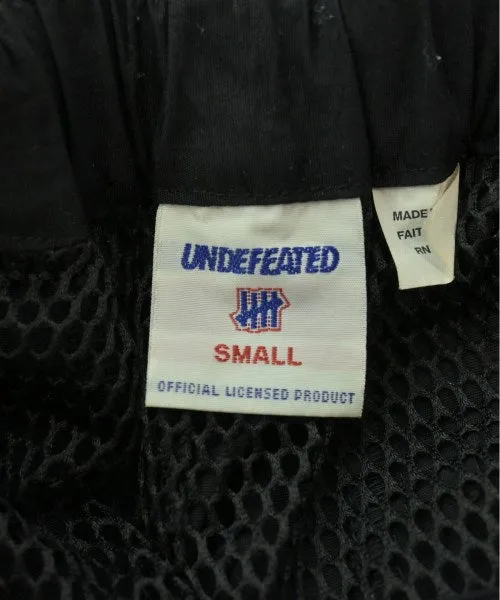 UNDEFEATED
SMALL
OFFICIAL LICENSED PRODUCT
MADE
FAIT
RN